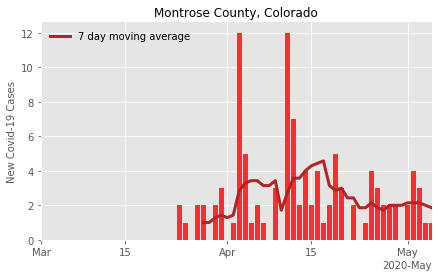 Montrose County, Colorado
7 day moving average
New Covid-19 Cases
12
10
8
6
4
2
0
Mar
15
Apr
15
May
2020-May